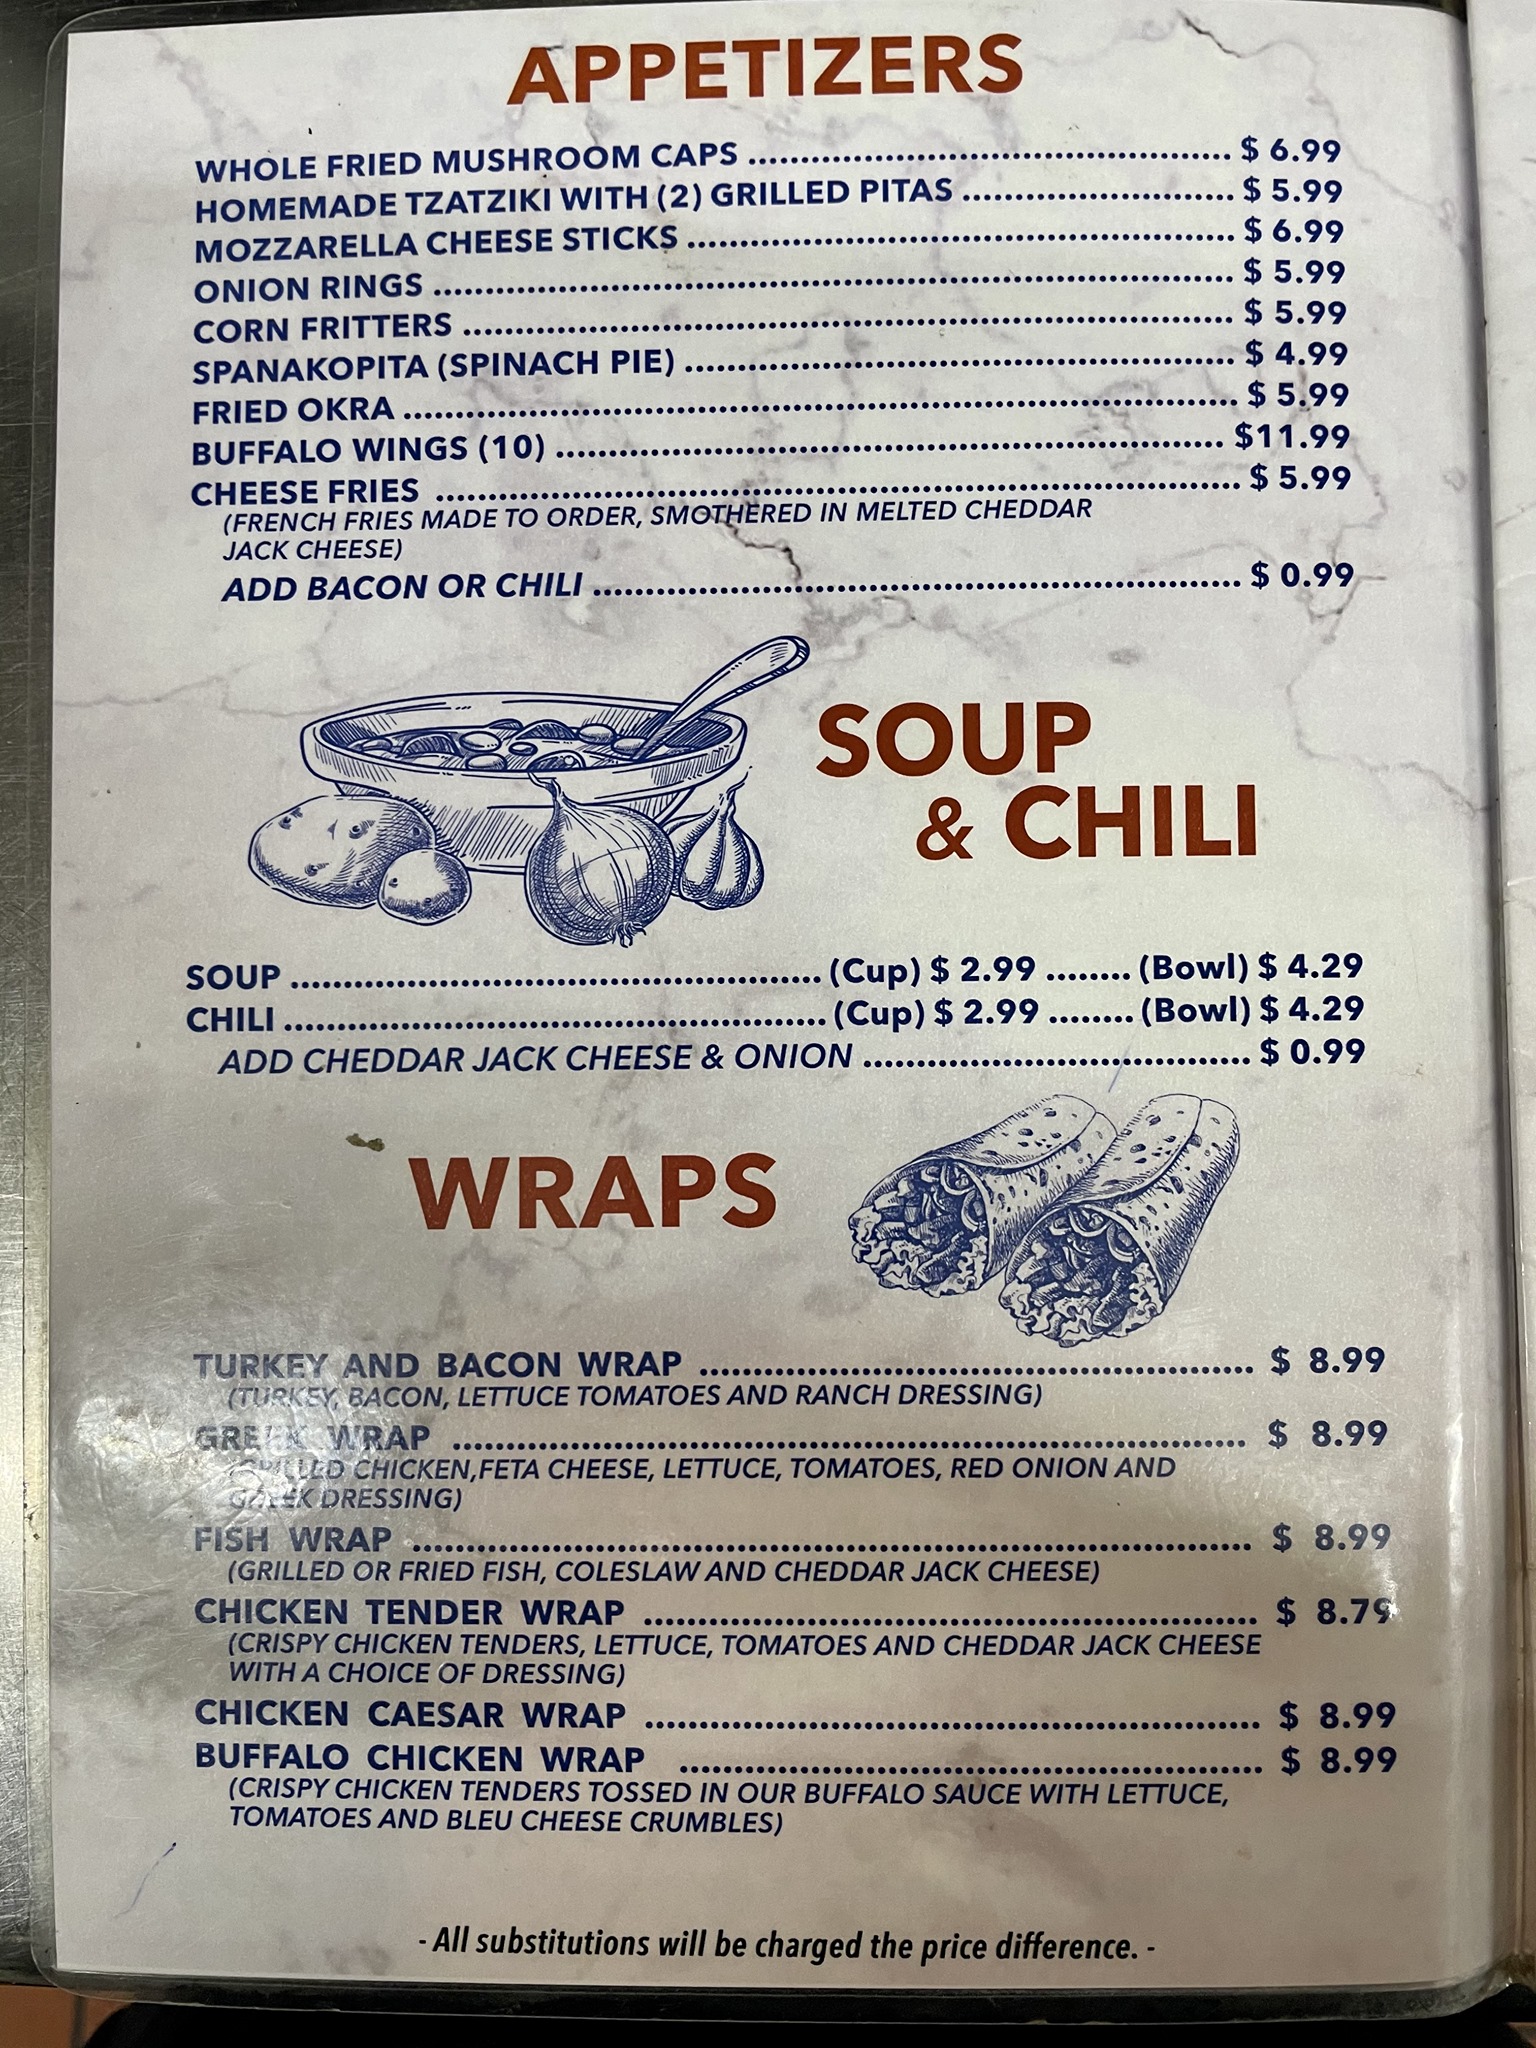 APPETIZERS
WHOLE FRIED MUSHROOM CAPS ........ $ 6.99
HOMEMADE TZATZIKI WITH (2) GRILLED PITAS ........ $ 5.99
MOZZARELLA CHEESE STICKS ........ $ 6.99
ONION RINGS ........ $ 5.99
CORN FRITTERS ........ $ 5.99
SPANAKOPITA (SPINACH PIE) ........ $ 4.99
FRIED OKRA ........ $ 5.99
BUFFALO WINGS (10) ........ $11.99
CHEESE FRIES ........ $ 5.99
(FRENCH FRIES MADE TO ORDER, SMOTHERED IN MELTED CHEDDAR
JACK CHEESE)
ADD BACON OR CHILI ........ $ 0.99
SOUP
& CHILI
SOUP ........ (Cup) $ 2.99 ........ (Bowl) $ 4.29
CHILI ........ (Cup) $ 2.99 ........ (Bowl) $ 4.29
ADD CHEDDAR JACK CHEESE & ONION ........ $ 0.99
WRAPS
TURKEY AND BACON WRAP ........ $ 8.99
(TURKEY, BACON, LETTUCE TOMATOES AND RANCH DRESSING)
GREEK WRAP ........ $ 8.99
(GRILLED CHICKEN,FETA CHEESE, LETTUCE, TOMATOES, RED ONION AND
GREEK DRESSING)
FISH WRAP ........ $ 8.99
(GRILLED OR FRIED FISH, COLESLAW AND CHEDDAR JACK CHEESE)
CHICKEN TENDER WRAP ........ $ 8.79
(CRISPY CHICKEN TENDERS, LETTUCE, TOMATOES AND CHEDDAR JACK CHEESE
WITH A CHOICE OF DRESSING)
CHICKEN CAESAR WRAP ........ $ 8.99
BUFFALO CHICKEN WRAP ........ $ 8.99
(CRISPY CHICKEN TENDERS TOSSED IN OUR BUFFALO SAUCE WITH LETTUCE,
TOMATOES AND BLEU CHEESE CRUMBLES)
- All substitutions will be charged the price difference. -